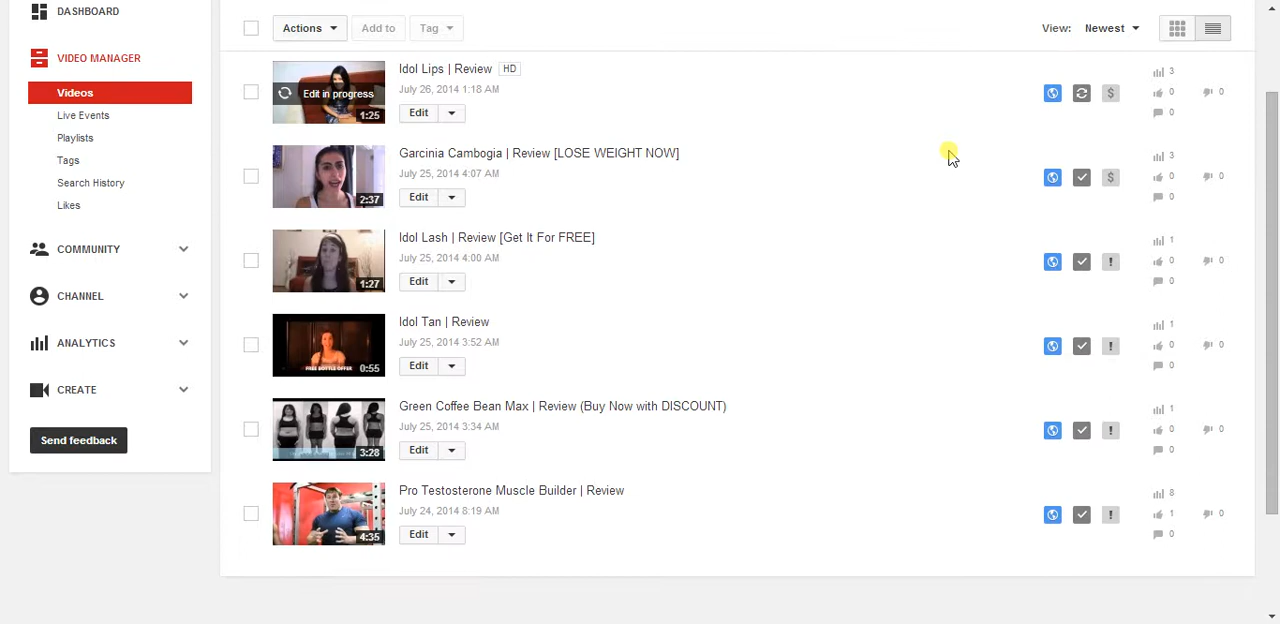 DASHBOARD
VIDEO MANAGER
Videos
Live Events
Playlists
Tags
Search History
Likes
COMMUNITY
CHANNEL
ANALYTICS
CREATE
Send feedback
Actions Add to Tag View: Newest
Idol Lips | Review HD
July 26, 2014 1:18 AM
Edit in progress
1:25
Edit
$
3
0 0
0
Garcinia Cambogia | Review [LOSE WEIGHT NOW]
July 25, 2014 4:07 AM
2:37
Edit
$
3
0 0
0
Idol Lash | Review [Get It For FREE]
July 25, 2014 4:00 AM
1:27
Edit
!
1
0 0
0
Idol Tan | Review
July 25, 2014 3:52 AM
FREE BOTTLE OFFER
0:55
Edit
!
1
0 0
0
Green Coffee Bean Max | Review (Buy Now with DISCOUNT)
July 25, 2014 3:34 AM
3:28
Edit
!
1
0 0
0
Pro Testosterone Muscle Builder | Review
July 24, 2014 8:19 AM
4:35
Edit
!
8
1 0
0